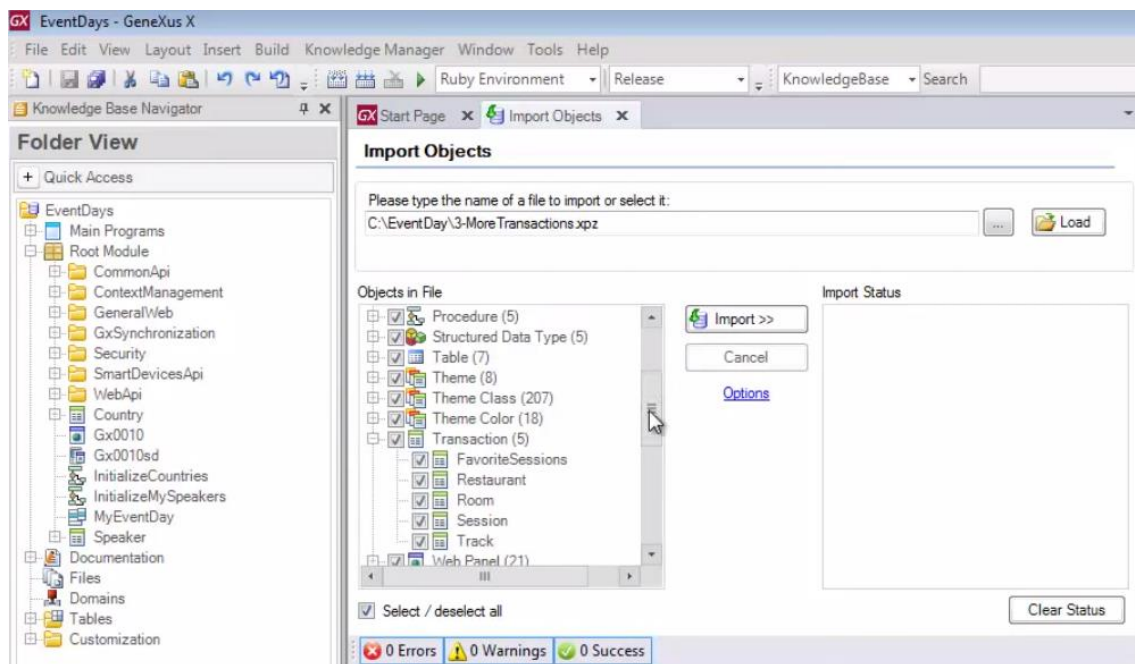 GX EventDays - GeneXus X
File Edit View Layout Insert Build Knowledge Manager Window Tools Help
Ruby Environment Release KnowledgeBase Search
Knowledge Base Navigator
Folder View
+ Quick Access
EventDays
Main Programs
Root Module
CommonApi
ContextManagement
GeneralWeb
GxSynchronization
Security
SmartDevicesApi
WebApi
Country
Gx0010
Gx0010sd
InitializeCountries
InitializeMySpeakers
MyEventDay
Speaker
Documentation
Files
Domains
Tables
Customization
GX Start Page Import Objects
Import Objects
Please type the name of a file to import or select it:
C:\EventDay\3-MoreTransactions.xpz
... Load
Objects in File
Procedure (5)
Structured Data Type (5)
Table (7)
Theme (8)
Theme Class (207)
Theme Color (18)
Transaction (5)
FavoriteSessions
Restaurant
Room
Session
Track
Web Panel (21)
Select / deselect all
Import >>
Cancel
Options
Import Status
Clear Status
0 Errors 0 Warnings 0 Success